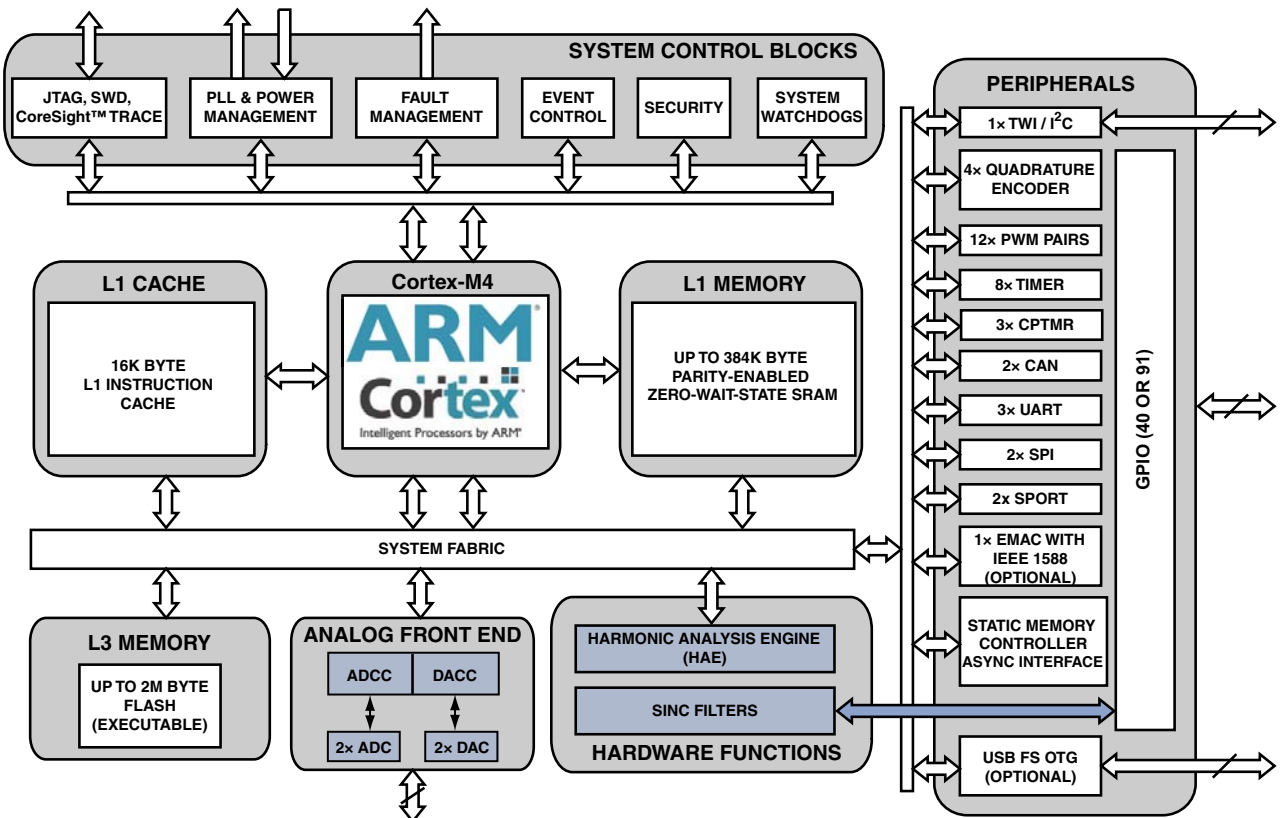 SYSTEM CONTROL BLOCKS
JTAG, SWD,
CoreSight™ TRACE
PLL & POWER
MANAGEMENT
FAULT
MANAGEMENT
EVENT
CONTROL
SECURITY
SYSTEM
WATCHDOGS
L1 CACHE
16K BYTE
L1 INSTRUCTION
CACHE
Cortex-M4
ARM®
Cortex
Intelligent Processors by ARM®
L1 MEMORY
UP TO 384K BYTE
PARITY-ENABLED
ZERO-WAIT-STATE SRAM
SYSTEM FABRIC
L3 MEMORY
UP TO 2M BYTE
FLASH
(EXECUTABLE)
ANALOG FRONT END
ADCC
DACC
2× ADC
2× DAC
HARMONIC ANALYSIS ENGINE
(HAE)
SINC FILTERS
HARDWARE FUNCTIONS
PERIPHERALS
1× TWI / I²C
4× QUADRATURE
ENCODER
12× PWM PAIRS
8× TIMER
3× CPTMR
2× CAN
3× UART
2× SPI
2x SPORT
1× EMAC WITH
IEEE 1588
(OPTIONAL)
STATIC MEMORY
CONTROLLER
ASYNC INTERFACE
USB FS OTG
(OPTIONAL)
GPIO (40 OR 91)